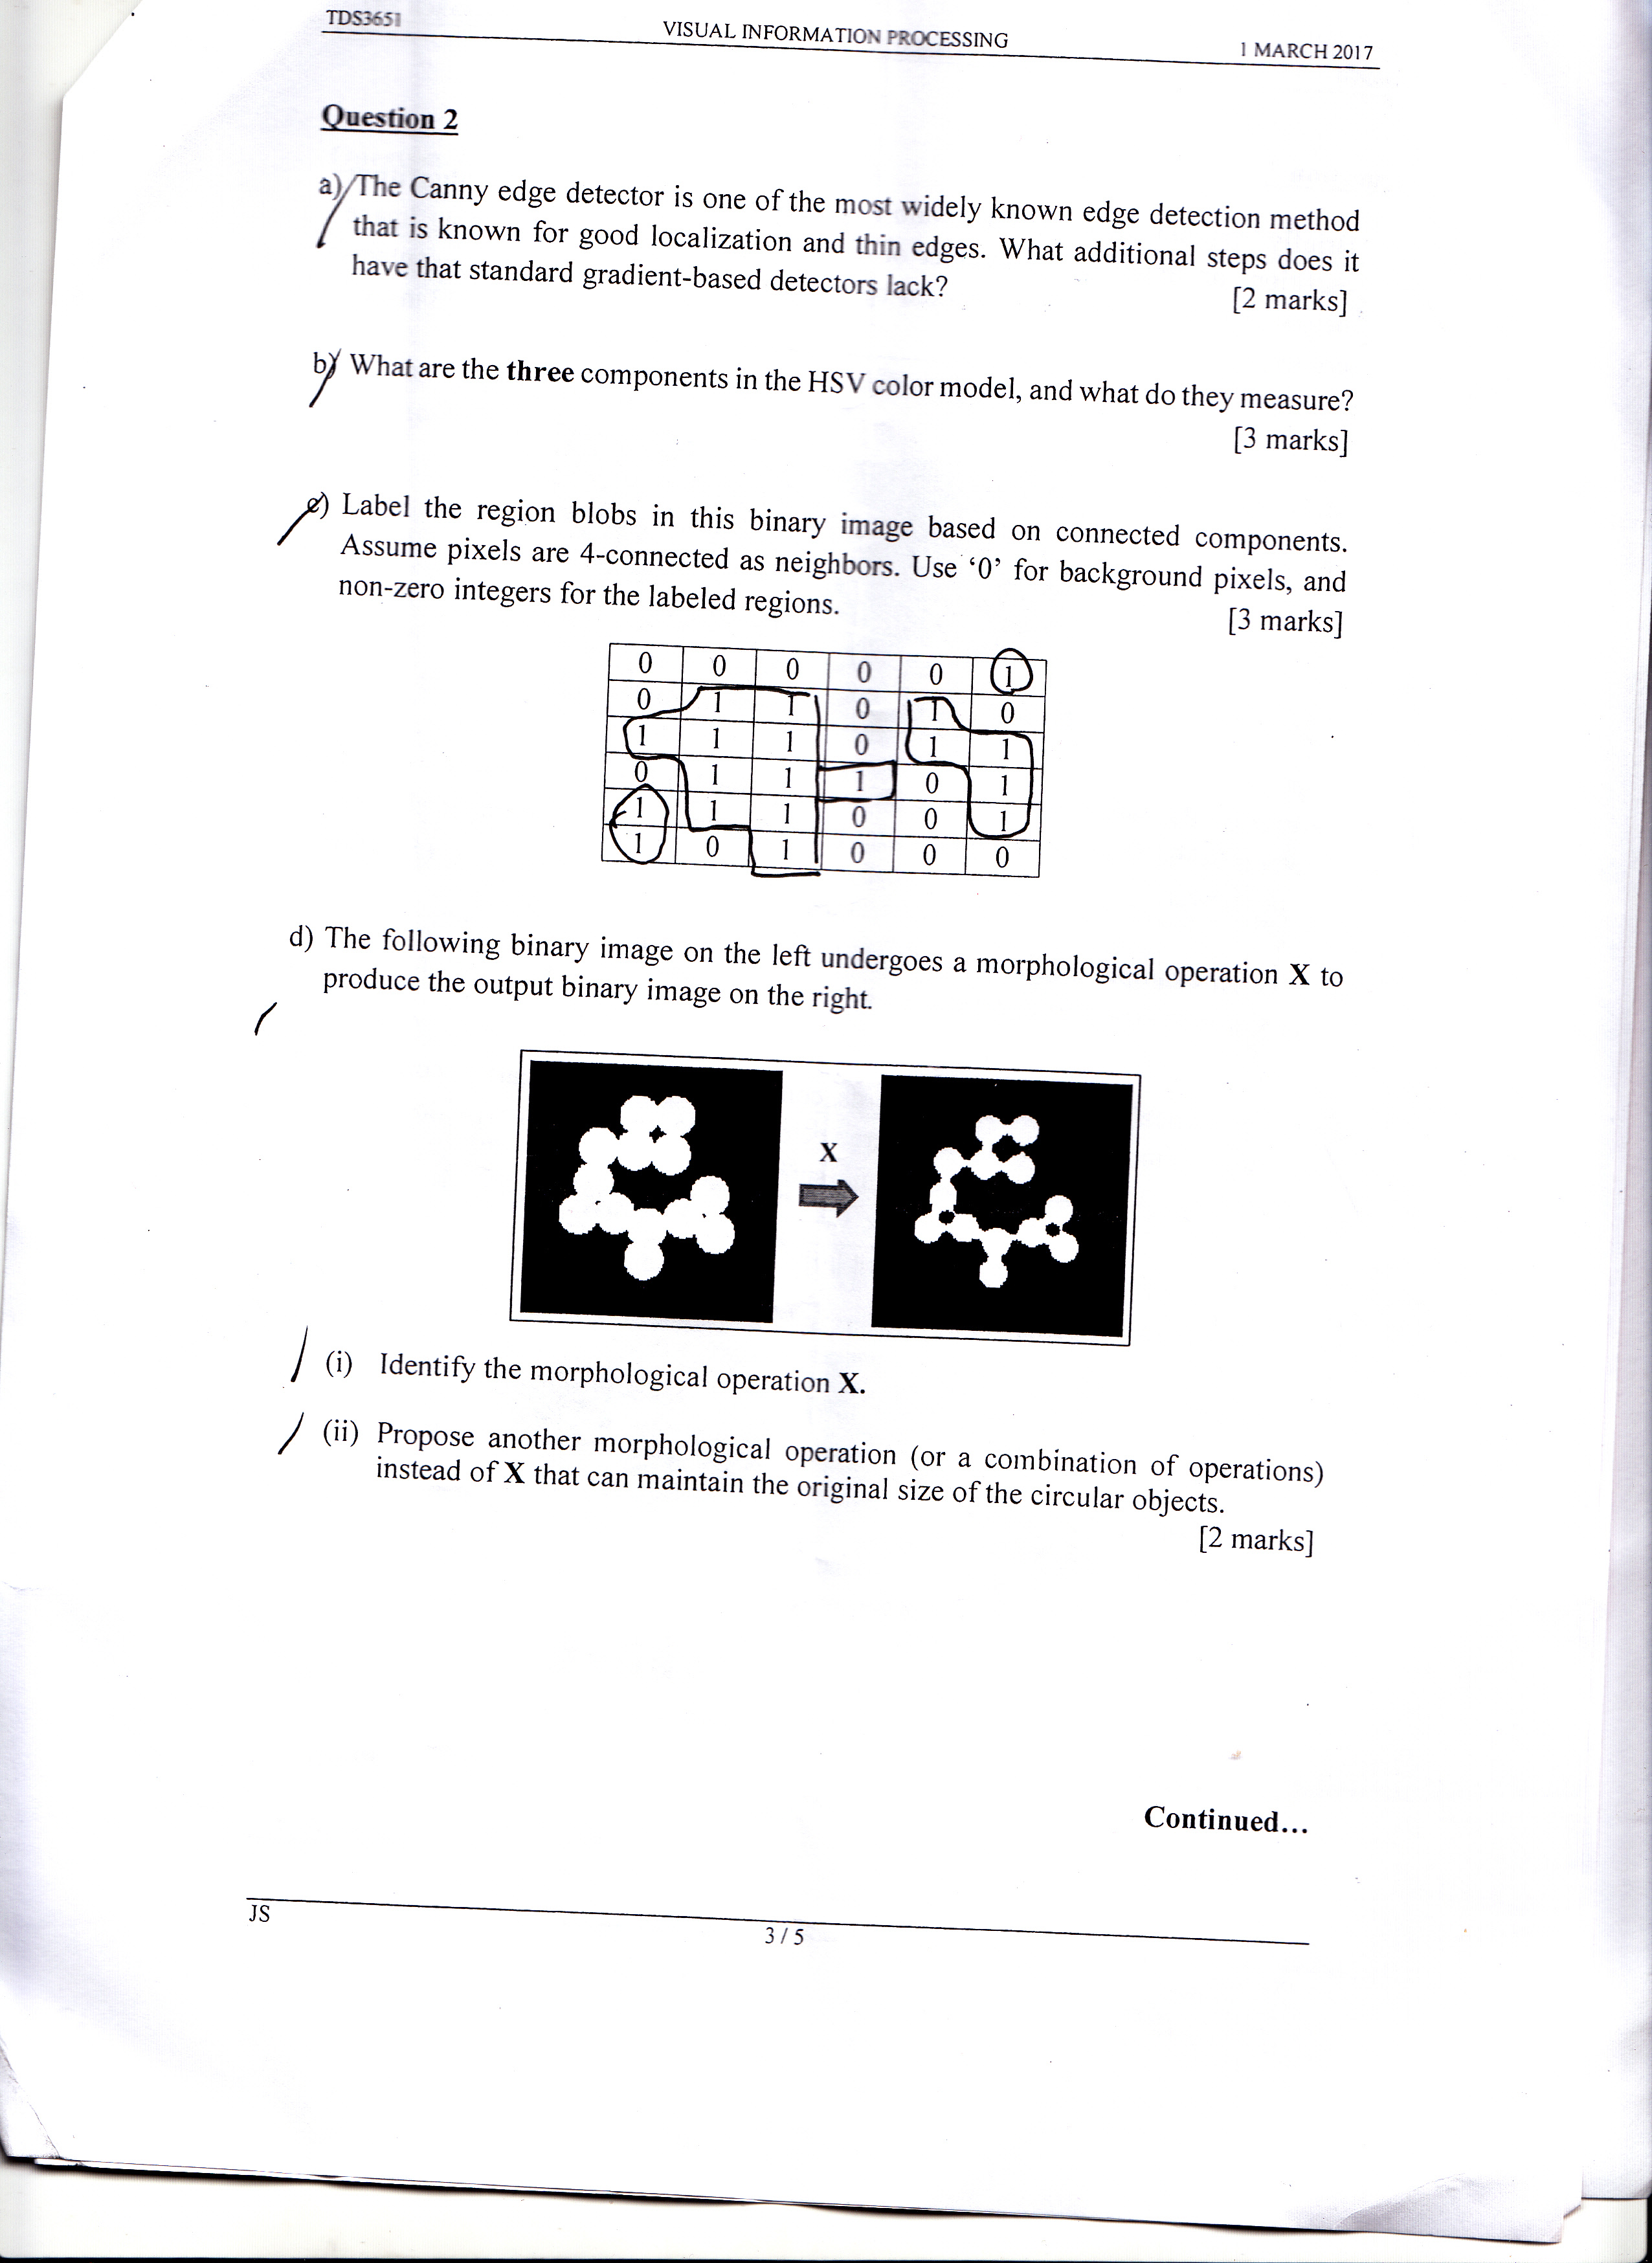 TDS3651
VISUAL INFORMATION PROCESSING
1 MARCH 2017
Question 2
a) The Canny edge detector is one of the most widely known edge detection method
that is known for good localization and thin edges. What additional steps does it
have that standard gradient-based detectors lack?
[2 marks]
b) What are the three components in the HSV color model, and what do they measure?
[3 marks]
c) Label the region blobs in this binary image based on connected components.
Assume pixels are 4-connected as neighbors. Use ‘0’ for background pixels, and
non-zero integers for the labeled regions.
[3 marks]
0 0 0 0 0 1
0 1 1 0 1 0
1 1 1 0 1 1
0 1 1 1 0 1
1 1 1 0 0 1
1 0 1 0 0 0
d) The following binary image on the left undergoes a morphological operation X to
produce the output binary image on the right.
X
(i) Identify the morphological operation X.
(ii) Propose another morphological operation (or a combination of operations)
instead of X that can maintain the original size of the circular objects.
[2 marks]
Continued...
JS
3 / 5